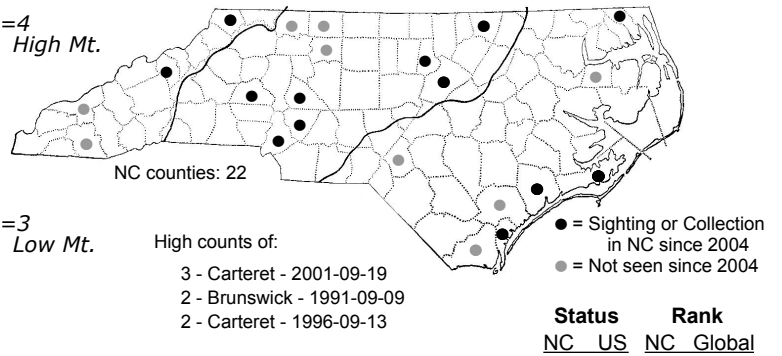 =4
High Mt.
NC counties: 22
=3
Low Mt.
High counts of:
3 - Carteret - 2001-09-19
2 - Brunswick - 1991-09-09
2 - Carteret - 1996-09-13
= Sighting or Collection
in NC since 2004
= Not seen since 2004
Status Rank
NC US NC Global